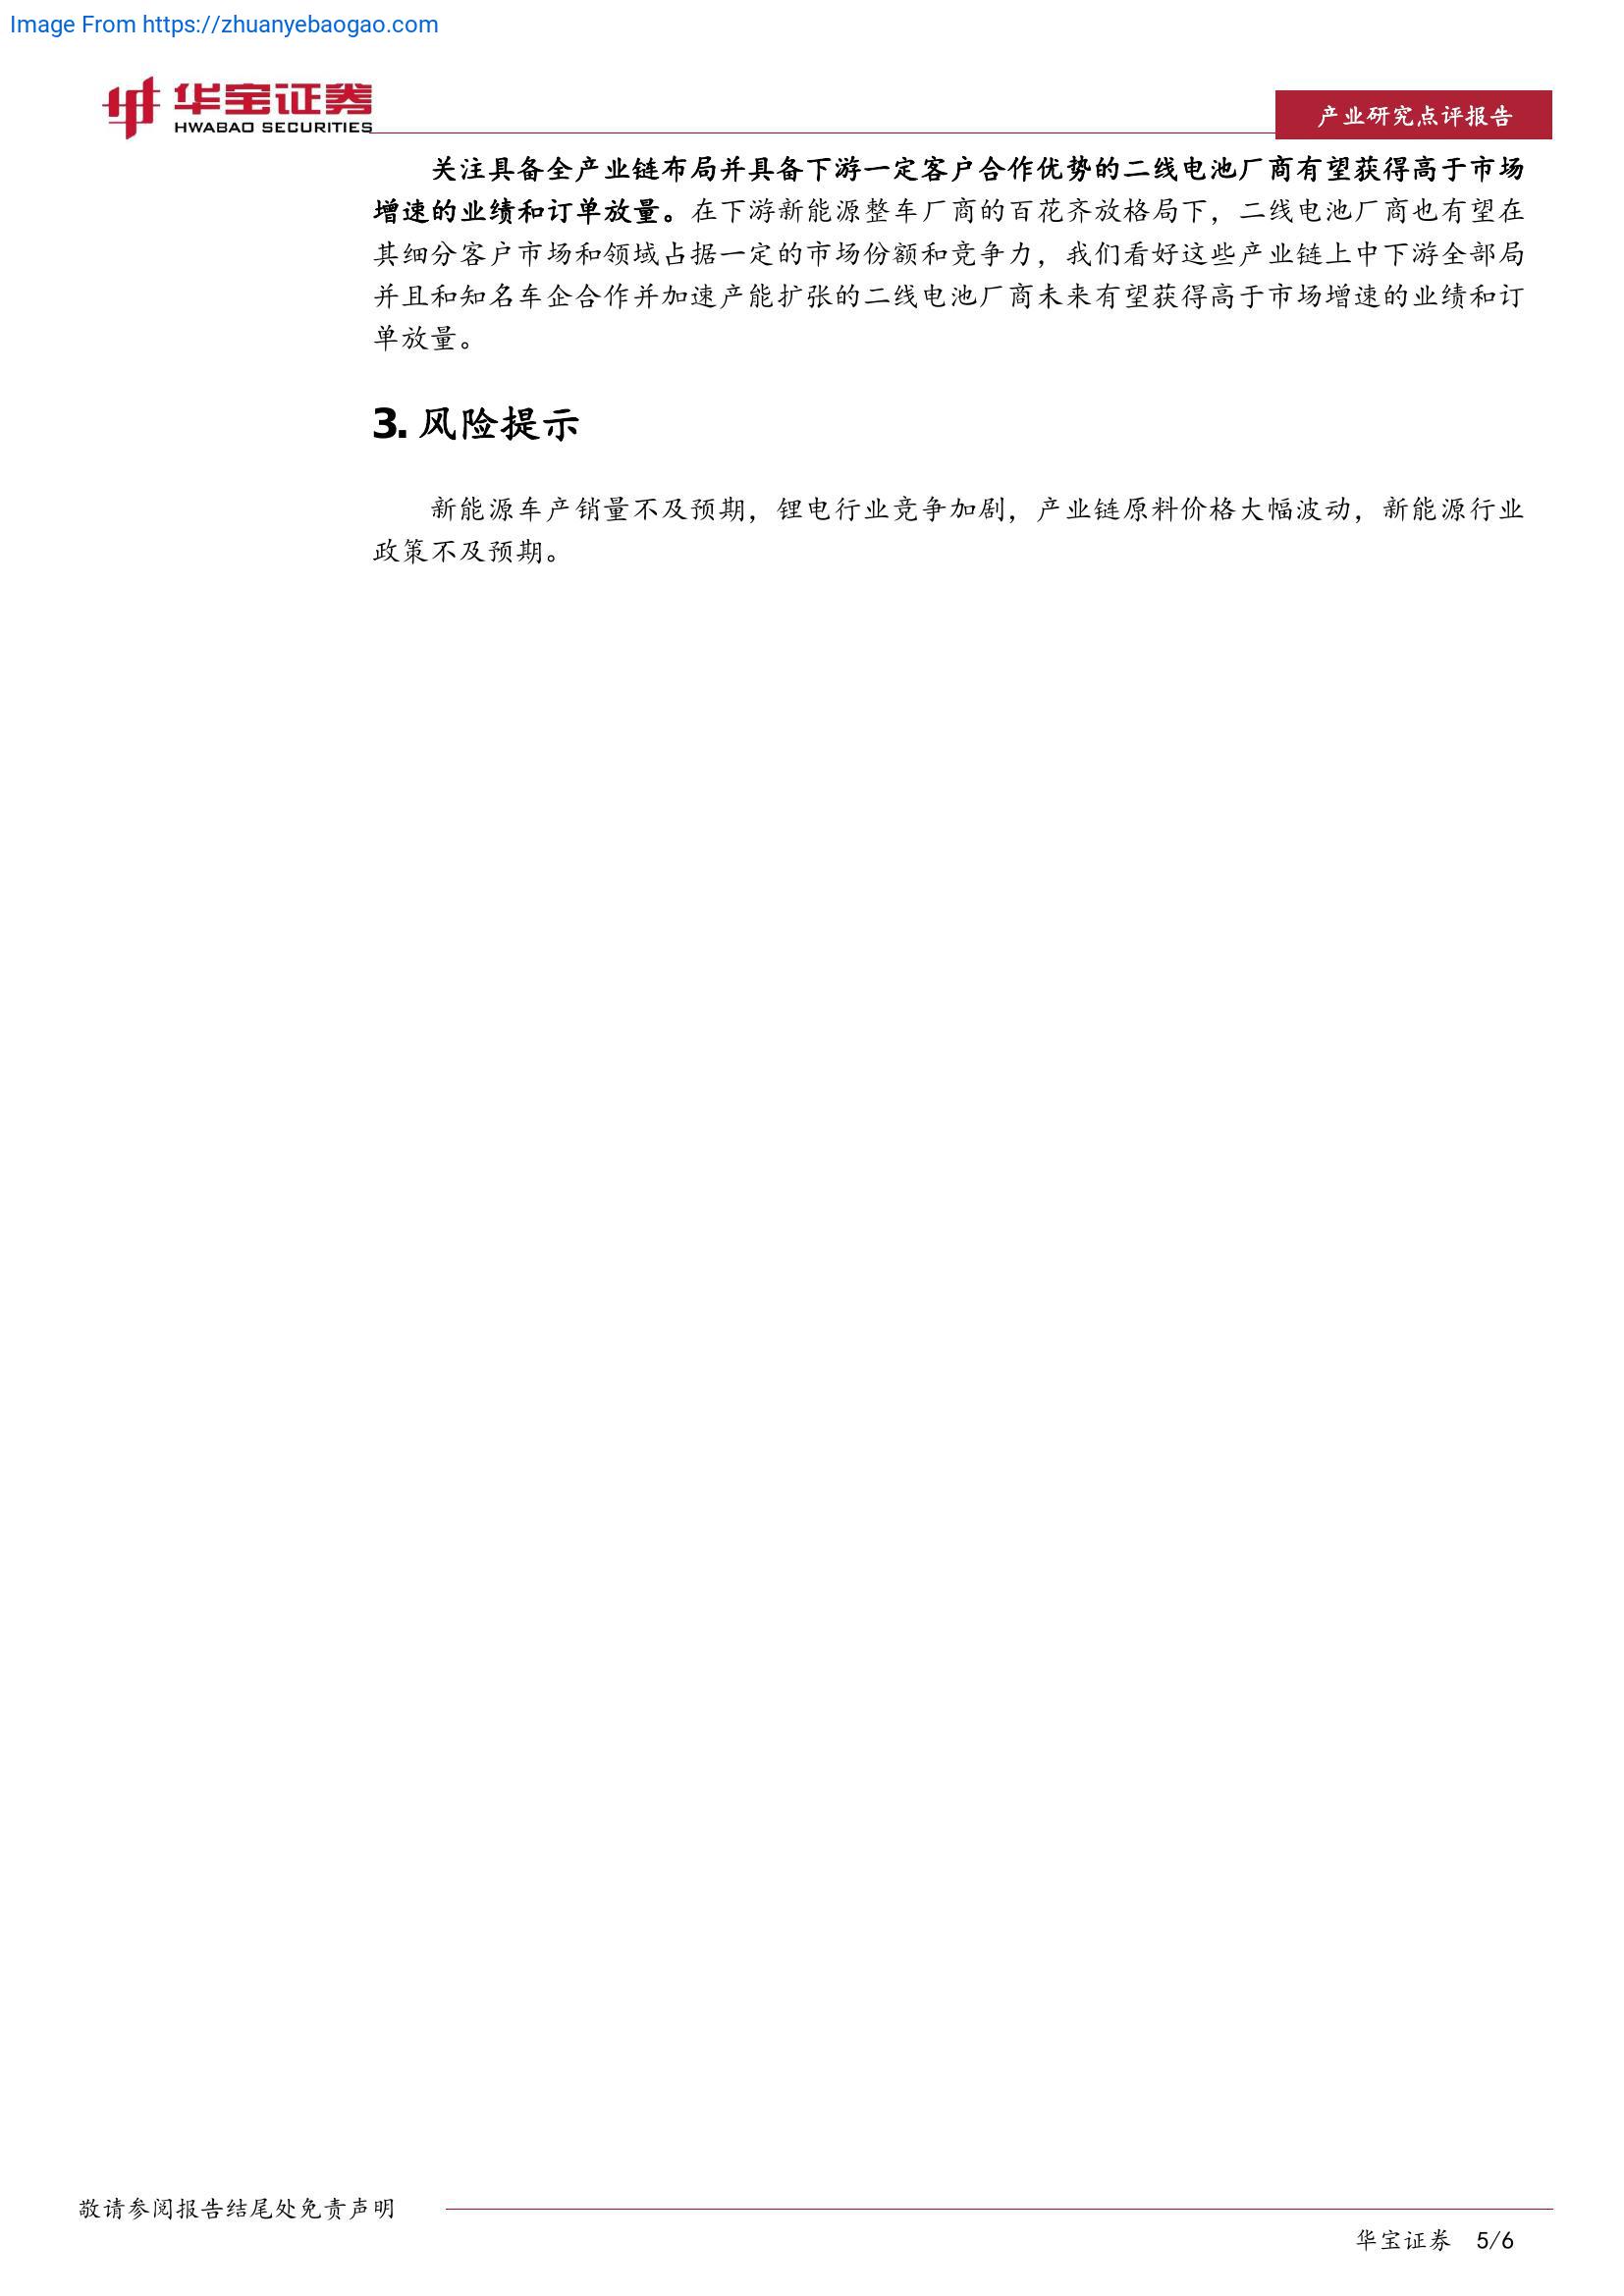 Image From https://zhuanyebaogao.com
华宝证券
HWABAO SECURITIES
产业研究点评报告
关注具备全产业链布局并具备下游一定客户合作优势的二线电池厂商有望获得高于市场
增速的业绩和订单放量。在下游新能源整车厂商的百花齐放格局下，二线电池厂商也有望在
其细分客户市场和领域占据一定的市场份额和竞争力，我们看好这些产业链上中下游全部局
并且和知名车企合作并加速产能扩张的二线电池厂商未来有望获得高于市场增速的业绩和订
单放量。
3. 风险提示
新能源车产销量不及预期，锂电行业竞争加剧，产业链原料价格大幅波动，新能源行业
政策不及预期。
敬请参阅报告结尾处免责声明
华宝证券 5/6